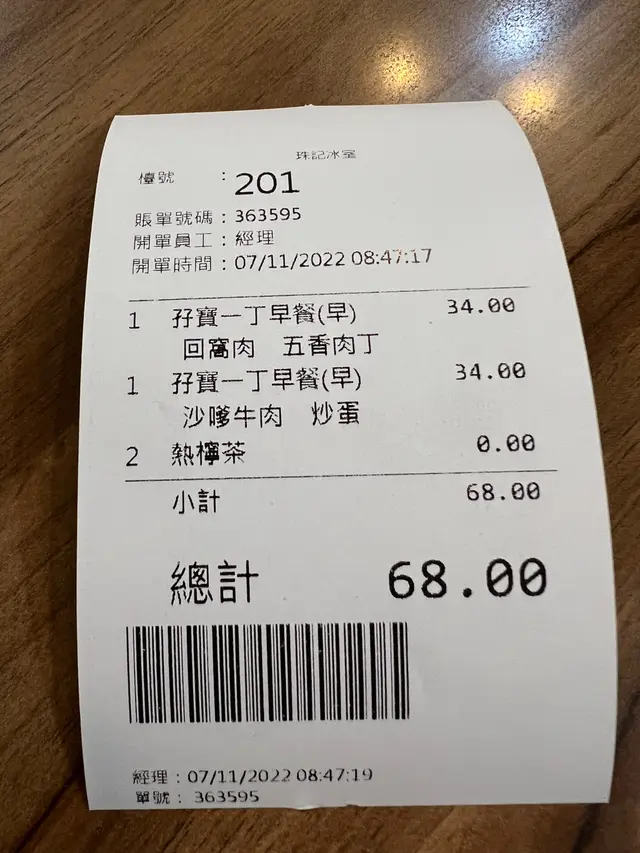 珠記冰室
檯號 : 201
賬單號碼 : 363595
開單員工 : 經理
開單時間 : 07/11/2022 08:47:17
1 孖寶一丁早餐(早) 34.00
回窩肉 五香肉丁
1 孖寶一丁早餐(早) 34.00
沙嗲牛肉 炒蛋
2 熱檸茶 0.00
小計 68.00
總計 68.00
經理 : 07/11/2022 08:47:19
單號 : 363595